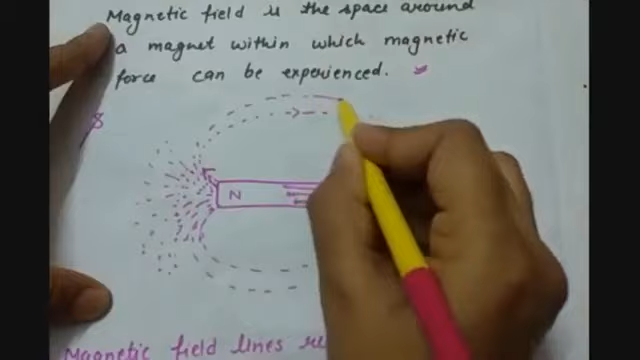 Magnetic field is the space around
a magnet within which magnetic
force can be experienced.
N
Magnetic field lines